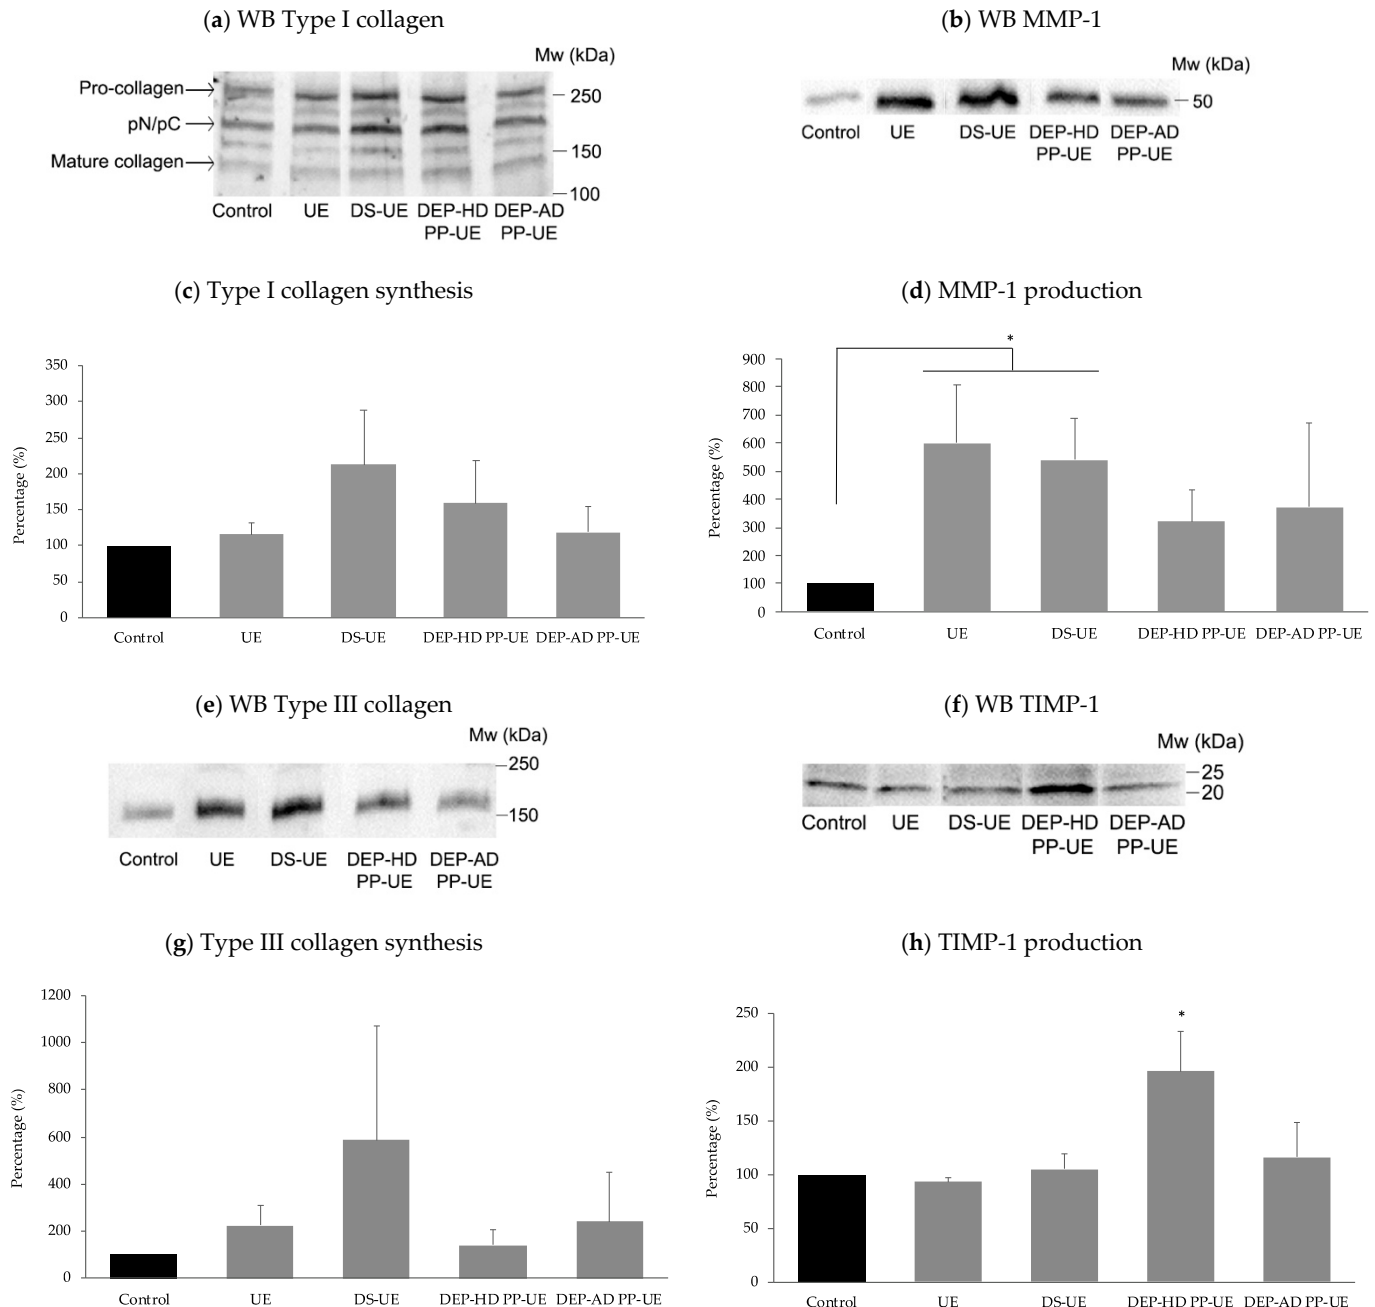 (a) WB Type I collagen
Mw (kDa)
Pro-collagen
250
pN/pC
150
Mature collagen
100
Control UE DS-UE DEP-HD DEP-AD
PP-UE PP-UE
(b) WB MMP-1
Mw (kDa)
50
Control UE DS-UE DEP-HD DEP-AD
PP-UE PP-UE
(c) Type I collagen synthesis
350
300
250
200
150
100
50
0
Percentage (%)
Control UE DS-UE DEP-HD PP-UE DEP-AD PP-UE
(d) MMP-1 production
*
900
800
700
600
500
400
300
200
100
0
Percentage (%)
Control UE DS-UE DEP-HD PP-UE DEP-AD PP-UE
(e) WB Type III collagen
Mw (kDa)
250
150
Control UE DS-UE DEP-HD DEP-AD
PP-UE PP-UE
(f) WB TIMP-1
Mw (kDa)
25
20
Control UE DS-UE DEP-HD DEP-AD
PP-UE PP-UE
(g) Type III collagen synthesis
1200
1000
800
600
400
200
0
Percentage (%)
Control UE DS-UE DEP-HD PP-UE DEP-AD PP-UE
(h) TIMP-1 production
*
250
200
150
100
50
0
Percentage (%)
Control UE DS-UE DEP-HD PP-UE DEP-AD PP-UE